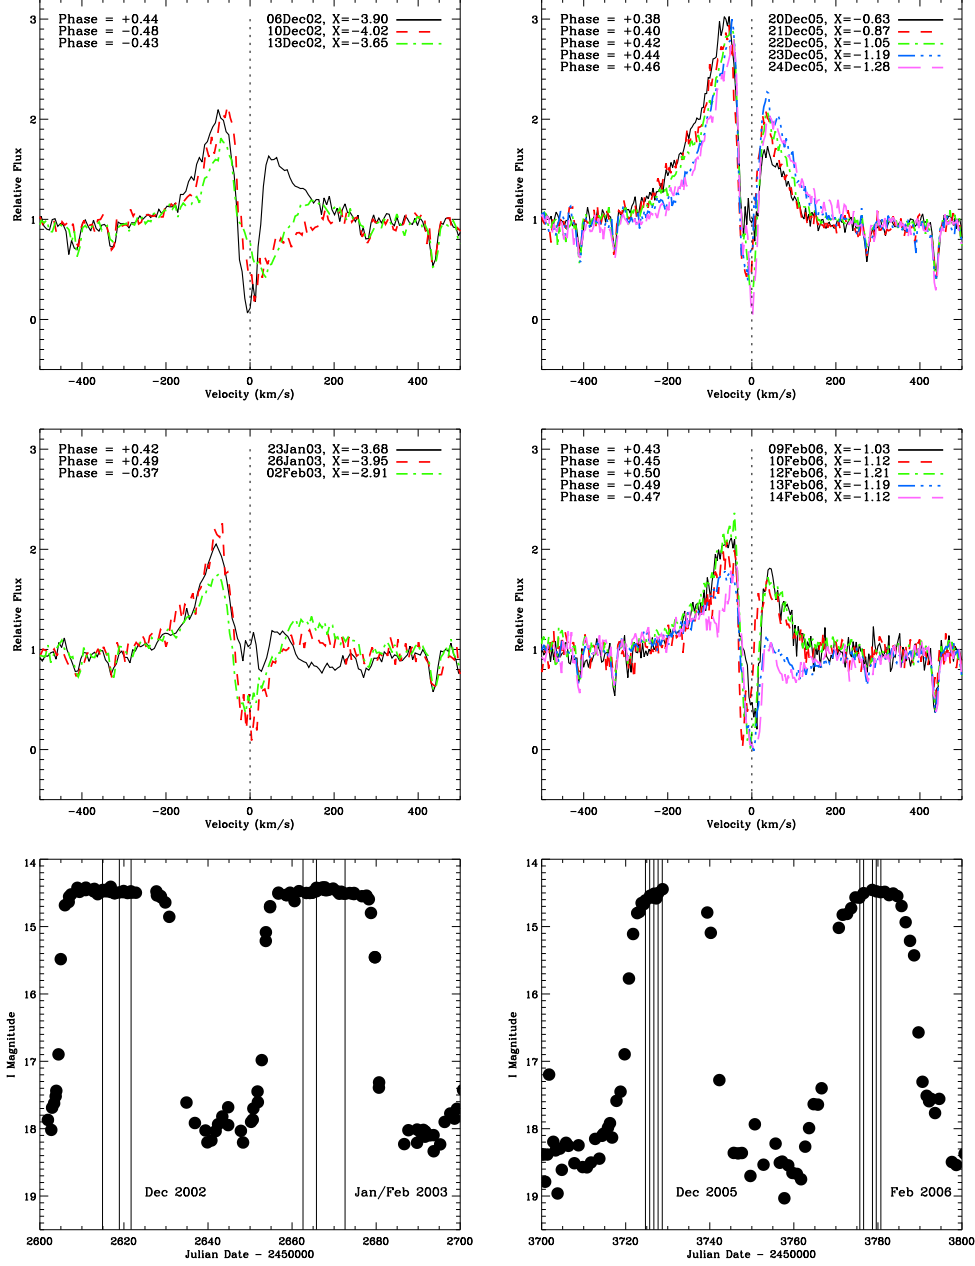 Phase = +0.44
Phase = -0.48
Phase = -0.43
06Dec02, X=-3.90
10Dec02, X=-4.02
13Dec02, X=-3.65
3
2
1
0
Relative Flux
-400 -200 0 200 400
Velocity (km/s)
Phase = +0.38
Phase = +0.40
Phase = +0.42
Phase = +0.44
Phase = +0.46
20Dec05, X=-0.63
21Dec05, X=-0.87
22Dec05, X=-1.05
23Dec05, X=-1.19
24Dec05, X=-1.28
3
2
1
0
Relative Flux
-400 -200 0 200 400
Velocity (km/s)
Phase = +0.42
Phase = +0.49
Phase = -0.37
23Jan03, X=-3.68
26Jan03, X=-3.95
02Feb03, X=-2.91
3
2
1
0
Relative Flux
-400 -200 0 200 400
Velocity (km/s)
Phase = +0.43
Phase = +0.45
Phase = +0.50
Phase = -0.49
Phase = -0.47
09Feb06, X=-1.03
10Feb06, X=-1.12
12Feb06, X=-1.21
13Feb06, X=-1.19
14Feb06, X=-1.12
3
2
1
0
Relative Flux
-400 -200 0 200 400
Velocity (km/s)
14
15
16
17
18
19
I Magnitude
Dec 2002
Jan/Feb 2003
2600 2620 2640 2660 2680 2700
Julian Date - 2450000
14
15
16
17
18
19
I Magnitude
Dec 2005
Feb 2006
3700 3720 3740 3760 3780 3800
Julian Date - 2450000